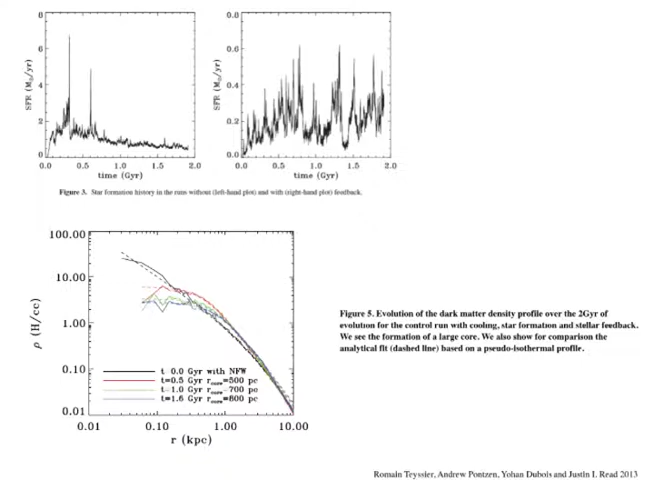 8
6
4
2
0
SFR (M☉/yr)
0.0 0.5 1.0 1.5 2.0
time (Gyr)
0.8
0.6
0.4
0.2
0.0
SFR (M☉/yr)
0.0 0.5 1.0 1.5 2.0
time (Gyr)
Figure 3. Star formation history in the runs without (left-hand plot) and with (right-hand plot) feedback.
100.00
10.00
1.00
0.10
0.01
ρ (H/cc)
t=0.0 Gyr with NFW
t=0.5 Gyr r_core=500 pc
t=1.0 Gyr r_core=700 pc
t=1.6 Gyr r_core=800 pc
0.01 0.10 1.00 10.00
r (kpc)
Figure 5. Evolution of the dark matter density profile over the 2Gyr of
evolution for the control run with cooling, star formation and stellar feedback.
We see the formation of a large core. We also show for comparison the
analytical fit (dashed line) based on a pseudo-isothermal profile.
Romain Teyssier, Andrew Pontzen, Yohan Dubois and Justin I. Read 2013